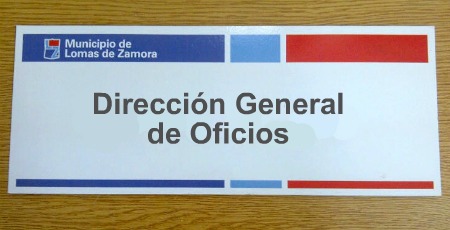 Municipio de
Lomas de Zamora
Dirección General
de Oficios